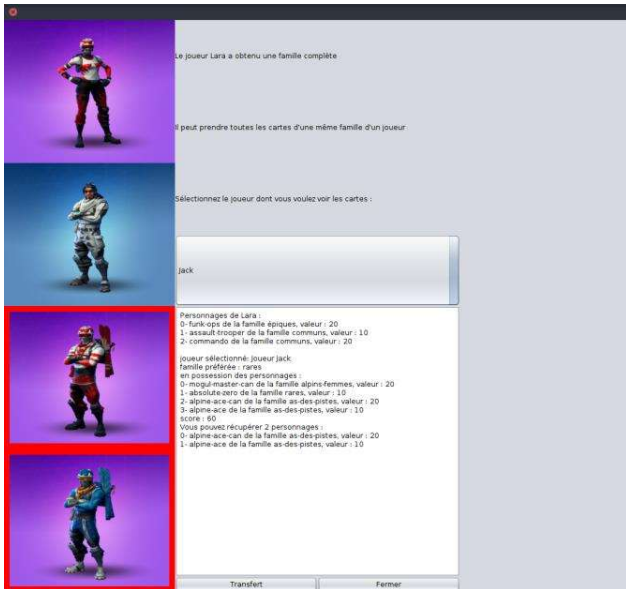 Le joueur Lara a obtenu une famille complète
Il peut prendre toutes les cartes d'une même famille d'un joueur
Sélectionnez le joueur dont vous voulez voir les cartes :
Jack
Personnages de Lara :
0- funk-ops de la famille épiques, valeur : 20
1- assault-trooper de la famille communs, valeur : 10
2- commando de la famille communs, valeur : 20
joueur sélectionné: Joueur Jack
famille préférée : rares
en possession des personnages :
0- mogul-master-can de la famille alpins-femmes, valeur : 20
1- absolute-zero de la famille rares, valeur : 10
2- alpine-ace-can de la famille as-des-pistes, valeur : 20
3- alpine-ace de la famille as-des-pistes, valeur : 10
score : 60
Vous pouvez récupérer 2 personnages :
0- alpine-ace-can de la famille as-des-pistes, valeur : 20
1- alpine-ace de la famille as-des-pistes, valeur : 10
Transfert
Fermer